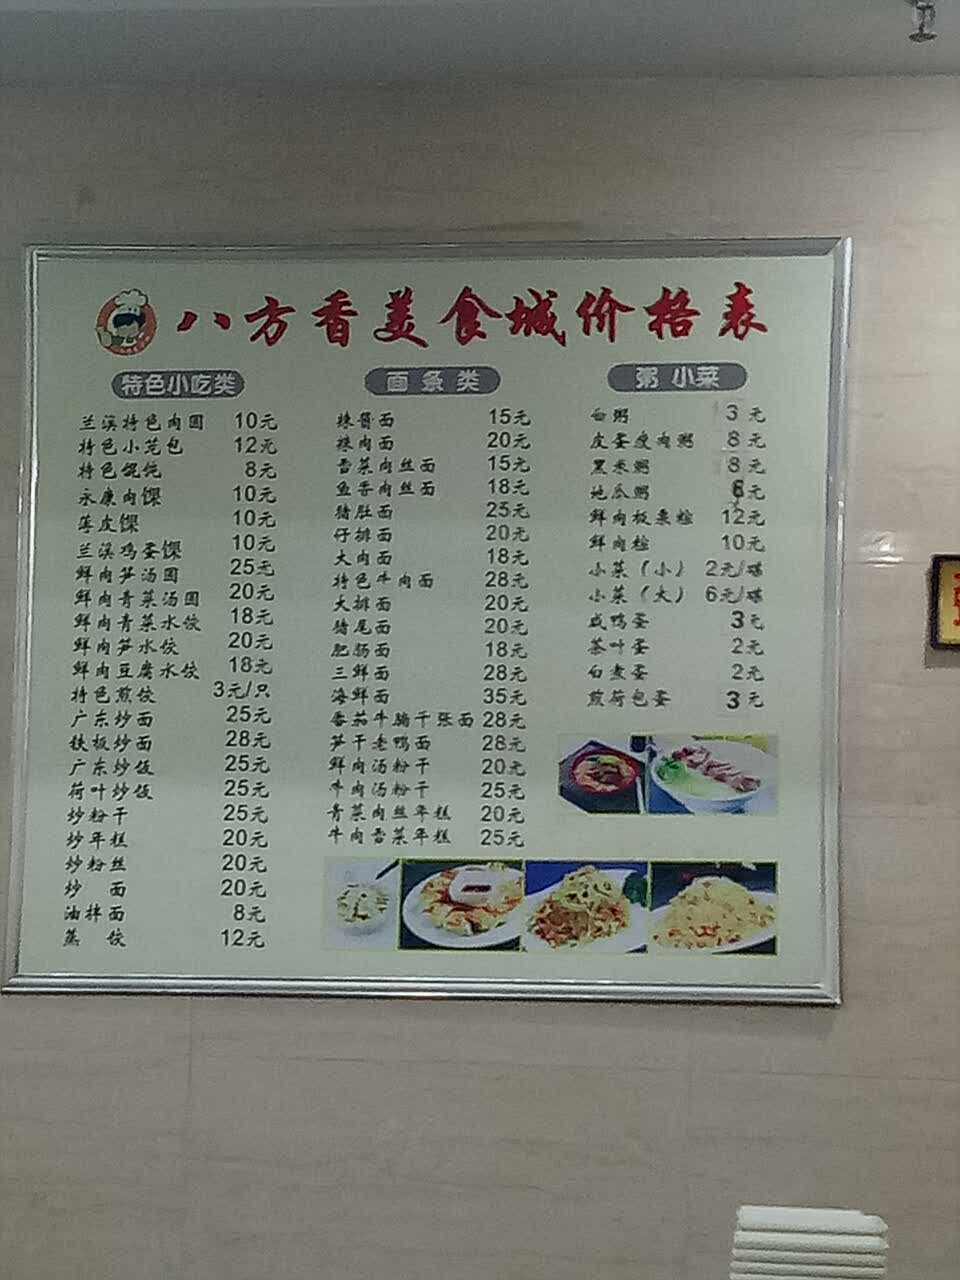 八方香美食城价格表
特色小吃类
兰溪特色肉圆 10元
特色小笼包 12元
特色馄饨 8元
永康肉馃 10元
薄皮馃 10元
兰溪鸡蛋馃 10元
鲜肉笋汤圆 25元
鲜肉青菜汤圆 20元
鲜肉青菜水饺 18元
鲜肉笋水饺 20元
鲜肉豆腐水饺 18元
特色煎饺 3元/只
广东炒面 25元
铁板炒面 28元
广东炒饭 25元
荷叶炒饭 25元
炒粉干 25元
炒年糕 20元
炒粉丝 20元
炒 面 20元
油拌面 8元
蒸 饺 12元
面条类
辣酱面 15元
辣肉面 20元
雪菜肉丝面 15元
鱼香肉丝面 18元
猪肚面 25元
仔排面 20元
大肉面 18元
特色牛肉面 28元
大排面 20元
猪尾面 20元
肥肠面 18元
三鲜面 28元
海鲜面 35元
番茄牛腩千张面 28元
笋干老鸭面 28元
鲜肉汤粉干 20元
牛肉汤粉干 25元
青菜肉丝年糕 20元
牛肉雪菜年糕 25元
粥 小菜
白粥 3元
皮蛋瘦肉粥 8元
黑米粥 8元
地瓜粥 6元
鲜肉板栗粽 12元
鲜肉粽 10元
小菜（小） 2元/碟
小菜（大） 6元/碟
咸鸭蛋 3元
茶叶蛋 2元
白煮蛋 2元
煎荷包蛋 3元